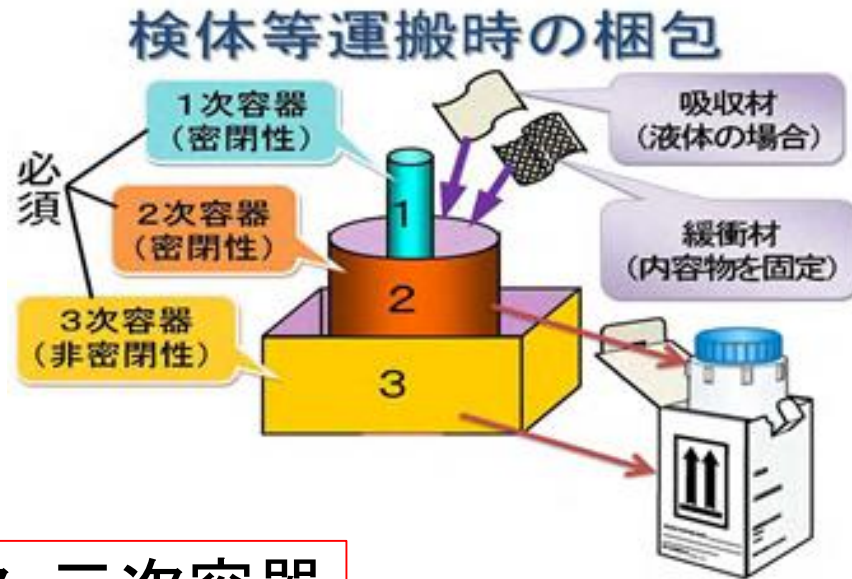 検体等運搬時の梱包
1次容器
(密閉性)
吸収材
(液体の場合)
必須
2次容器
(密閉性)
緩衝材
(内容物を固定)
3次容器
(非密閉性)
1
2
3
二次容器